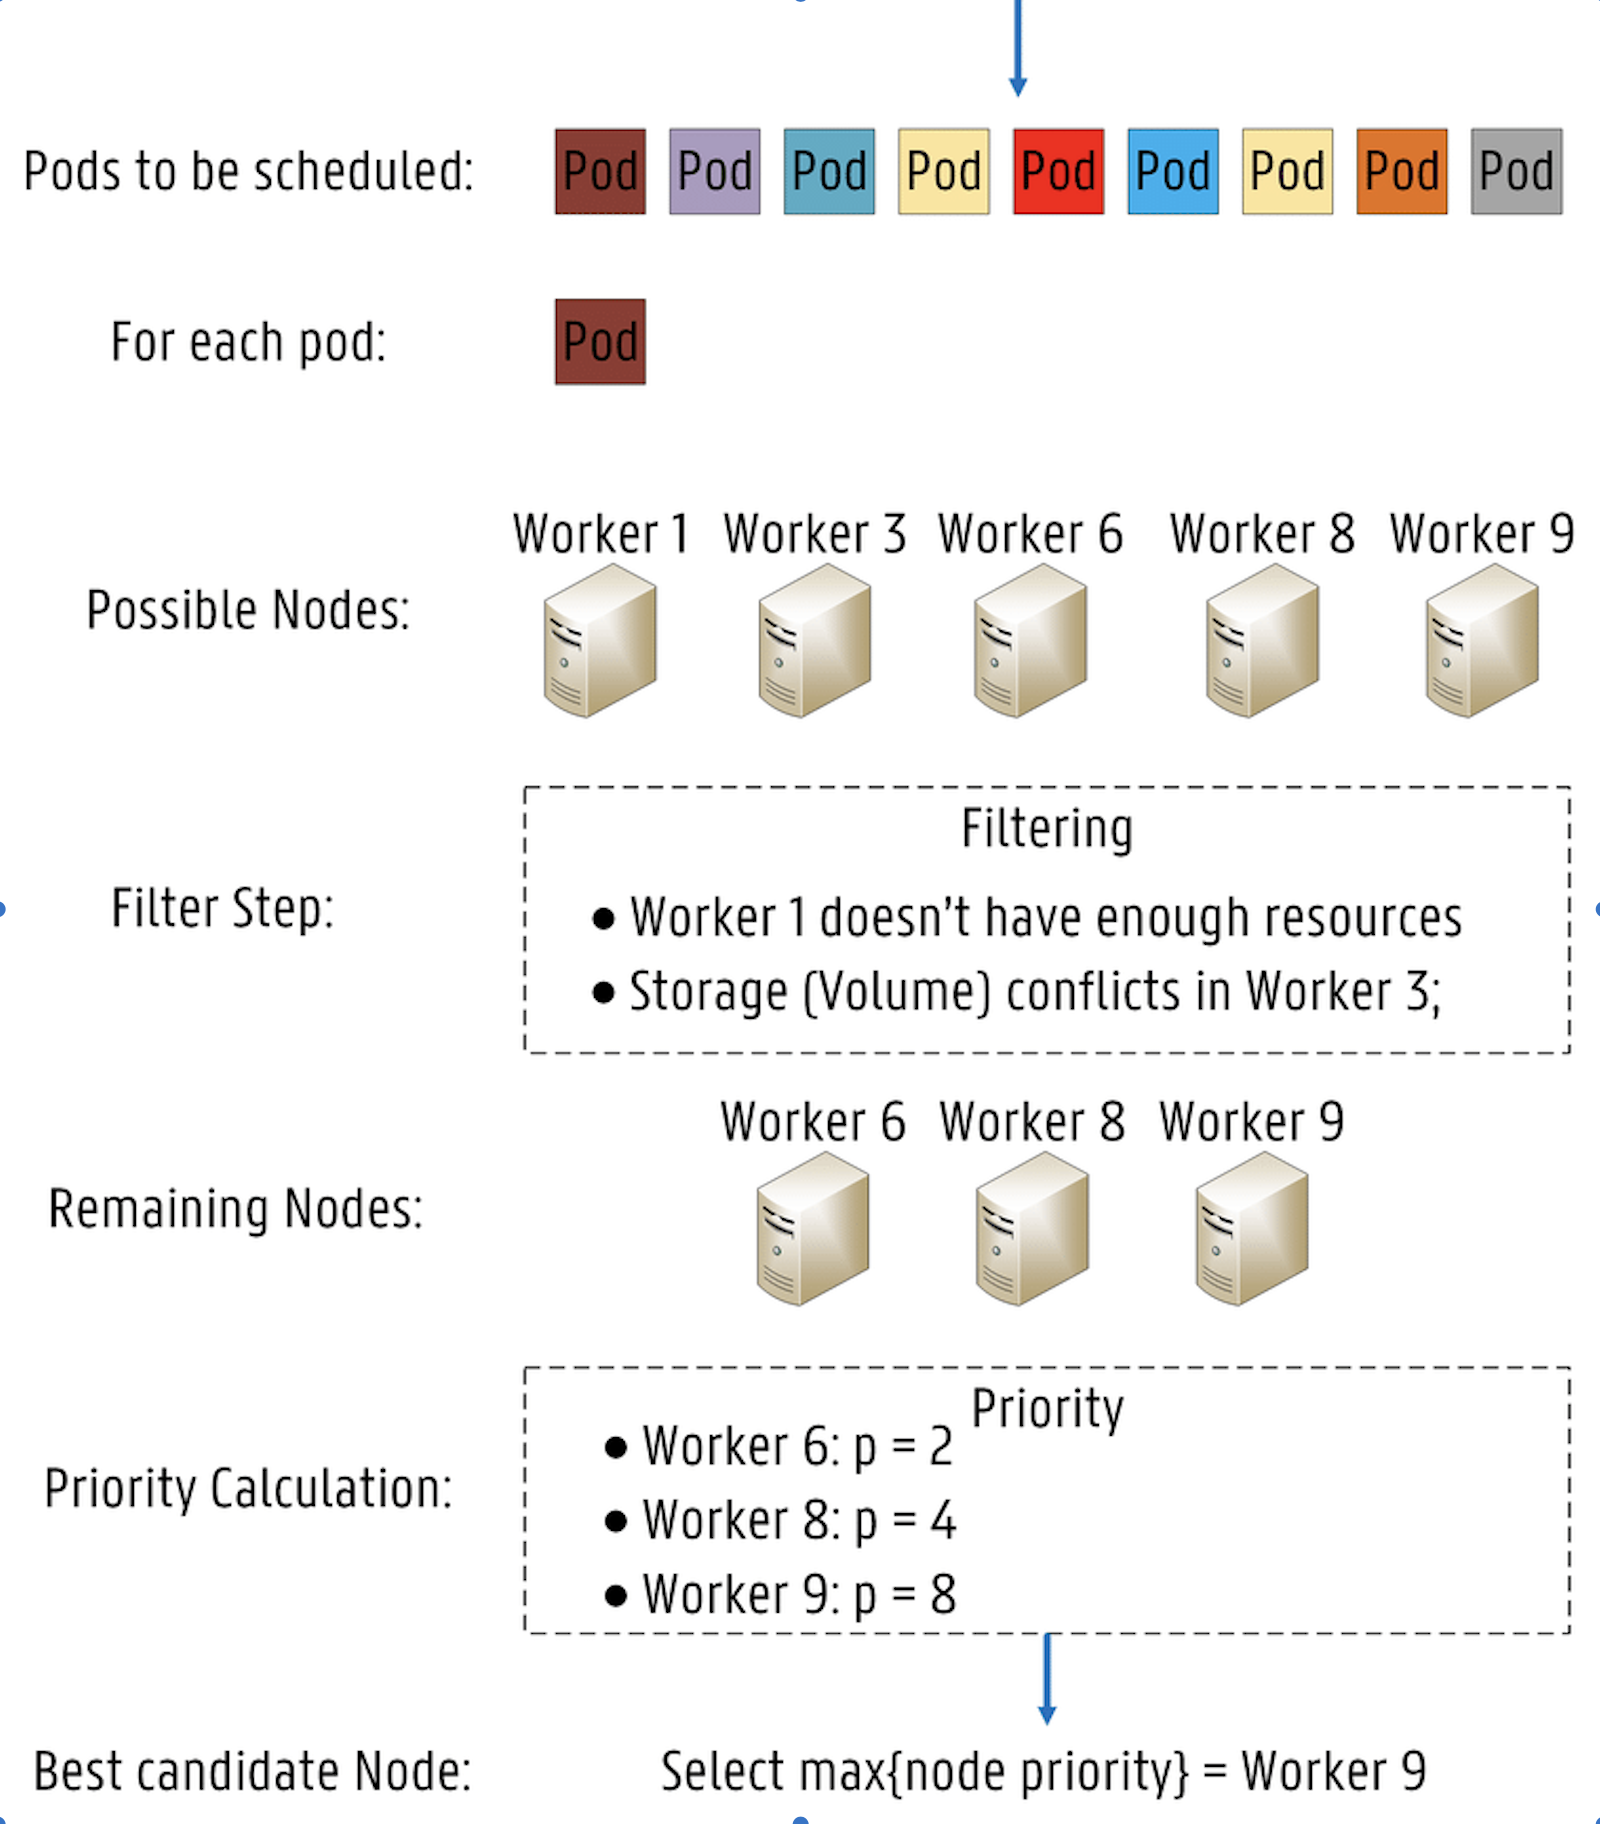 Pods to be scheduled: Pod Pod Pod Pod Pod Pod Pod Pod Pod
For each pod: Pod
Worker 1 Worker 3 Worker 6 Worker 8 Worker 9
Possible Nodes:
Filtering
Filter Step:
● Worker 1 doesn’t have enough resources
● Storage (Volume) conflicts in Worker 3;
Worker 6 Worker 8 Worker 9
Remaining Nodes:
Priority
Priority Calculation:
● Worker 6: p = 2
● Worker 8: p = 4
● Worker 9: p = 8
Best candidate Node: Select max{node priority} = Worker 9